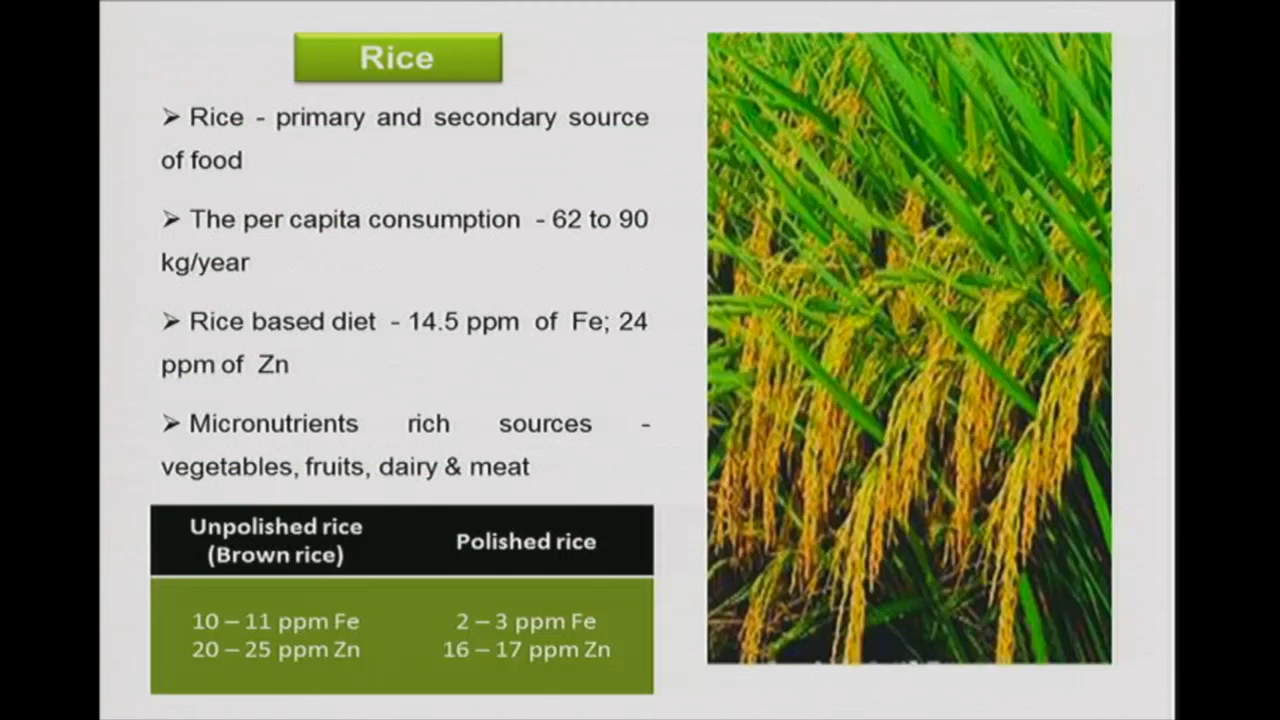 Rice
➢ Rice - primary and secondary source
of food
➢ The per capita consumption - 62 to 90
kg/year
➢ Rice based diet - 14.5 ppm of Fe; 24
ppm of Zn
➢ Micronutrients rich sources -
vegetables, fruits, dairy & meat
Unpolished rice
(Brown rice)
Polished rice
10 – 11 ppm Fe
20 – 25 ppm Zn
2 – 3 ppm Fe
16 – 17 ppm Zn